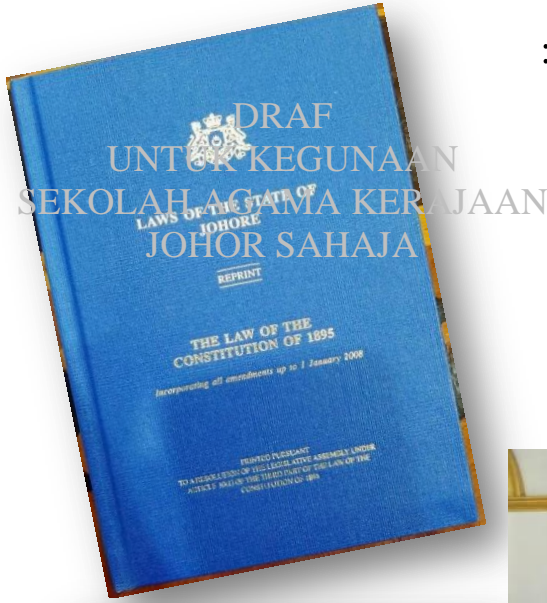 :
DRAF
UNTUK KEGUNAAN
SEKOLAH AGAMA KERAJAAN
JOHOR SAHAJA
LAWS OF THE STATE OF
JOHORE
REPRINT
THE LAW OF THE
CONSTITUTION OF 1895
Incorporating all amendments up to 1 January 2008
PRINTED PURSUANT
TO A RESOLUTION OF THE LEGISLATIVE ASSEMBLY UNDER
ARTICLE OF THE THIRD PART OF THE LAW OF THE
CONSTITUTION OF 1895